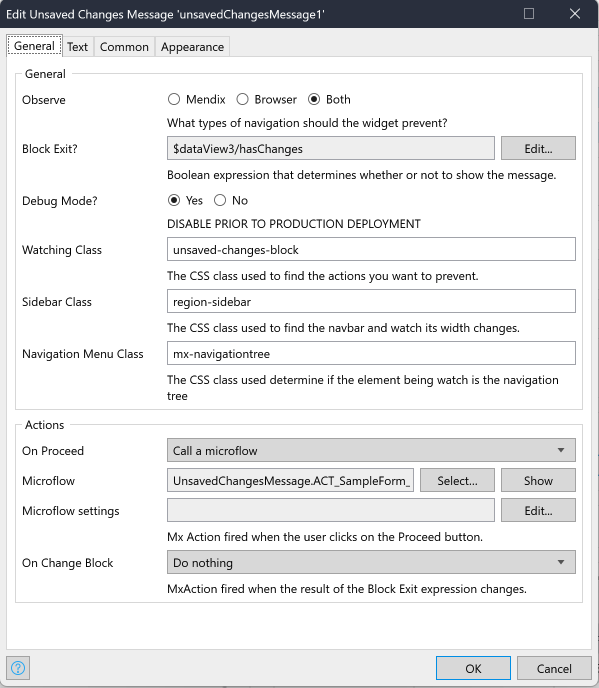 Edit Unsaved Changes Message 'unsavedChangesMessage1'
General Text Common Appearance
General
Observe Mendix Browser Both
What types of navigation should the widget prevent?
Block Exit? $dataView3/hasChanges Edit...
Boolean expression that determines whether or not to show the message.
Debug Mode? Yes No
DISABLE PRIOR TO PRODUCTION DEPLOYMENT
Watching Class unsaved-changes-block
The CSS class used to find the actions you want to prevent.
Sidebar Class region-sidebar
The CSS class used to find the navbar and watch its width changes.
Navigation Menu Class mx-navigationtree
The CSS class used determine if the element being watch is the navigation
tree
Actions
On Proceed Call a microflow
Microflow UnsavedChangesMessage.ACT_SampleForm_ Select... Show
Microflow settings Edit...
Mx Action fired when the user clicks on the Proceed button.
On Change Block Do nothing
MxAction fired when the result of the Block Exit expression changes.
? OK Cancel